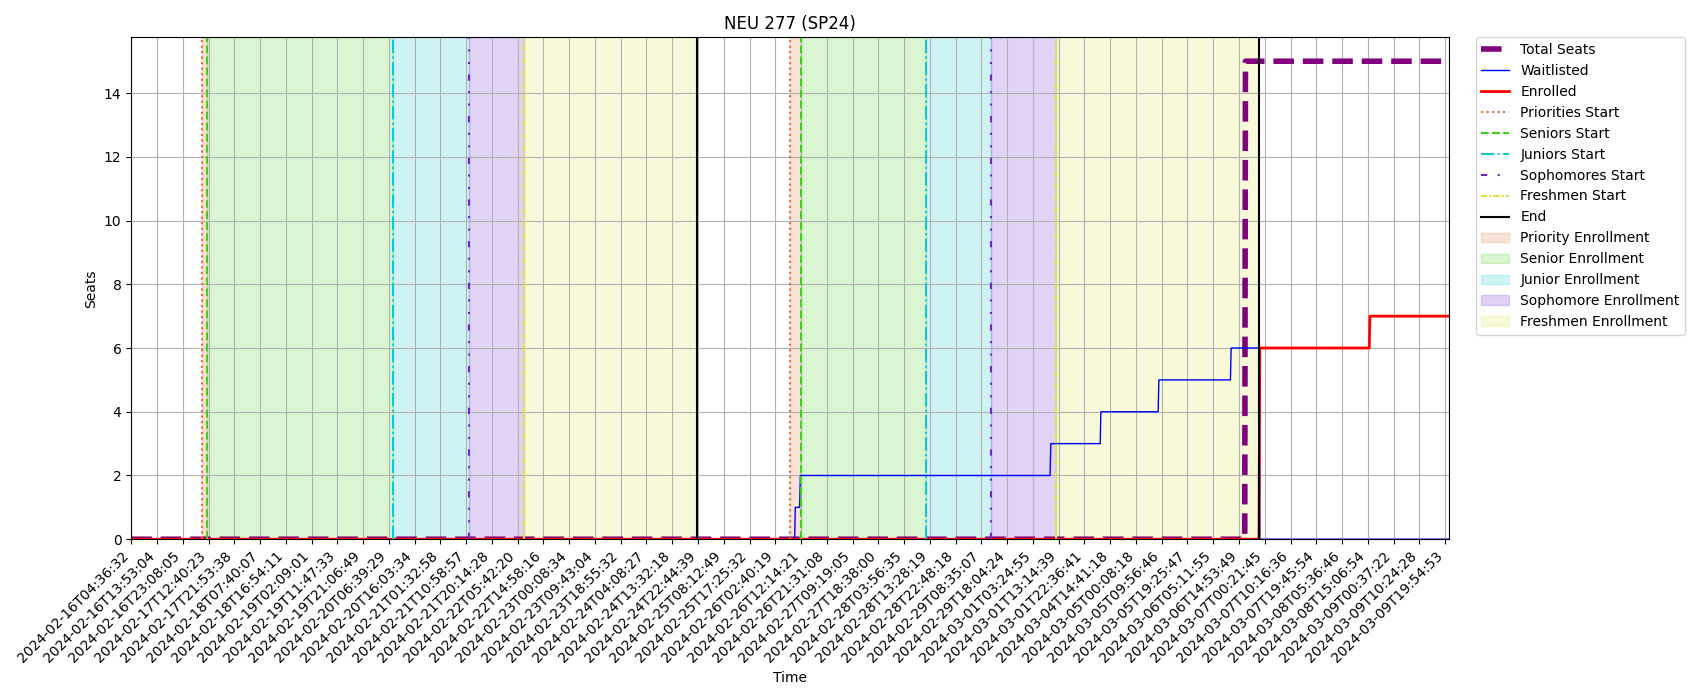 NEU 277 (SP24)
Seats
14
12
10
8
6
4
2
0
2024-02-16T04:36:32
2024-02-16T13:53:04
2024-02-16T23:08:05
2024-02-17T12:40:23
2024-02-17T21:53:38
2024-02-18T07:40:07
2024-02-18T16:54:11
2024-02-19T02:09:01
2024-02-19T11:47:33
2024-02-19T21:06:49
2024-02-20T06:39:29
2024-02-20T16:03:34
2024-02-21T01:32:58
2024-02-21T10:58:57
2024-02-21T20:14:28
2024-02-22T05:42:20
2024-02-22T14:58:16
2024-02-23T00:08:34
2024-02-23T09:43:04
2024-02-23T18:55:32
2024-02-24T04:08:27
2024-02-24T13:32:18
2024-02-24T22:44:39
2024-02-25T08:12:49
2024-02-25T17:25:32
2024-02-26T02:40:19
2024-02-26T12:14:21
2024-02-26T21:31:08
2024-02-27T09:19:05
2024-02-27T18:38:00
2024-02-28T03:56:35
2024-02-28T13:28:19
2024-02-28T22:48:18
2024-02-29T08:35:07
2024-02-29T18:04:24
2024-03-01T03:24:55
2024-03-01T13:14:39
2024-03-01T22:36:41
2024-03-04T14:41:18
2024-03-05T00:08:18
2024-03-05T09:56:46
2024-03-05T19:25:47
2024-03-06T05:11:55
2024-03-06T14:53:49
2024-03-07T00:21:45
2024-03-07T10:16:36
2024-03-07T19:45:54
2024-03-08T05:36:46
2024-03-08T15:06:54
2024-03-09T00:37:22
2024-03-09T10:24:28
2024-03-09T19:54:53
Time
Total Seats
Waitlisted
Enrolled
Priorities Start
Seniors Start
Juniors Start
Sophomores Start
Freshmen Start
End
Priority Enrollment
Senior Enrollment
Junior Enrollment
Sophomore Enrollment
Freshmen Enrollment